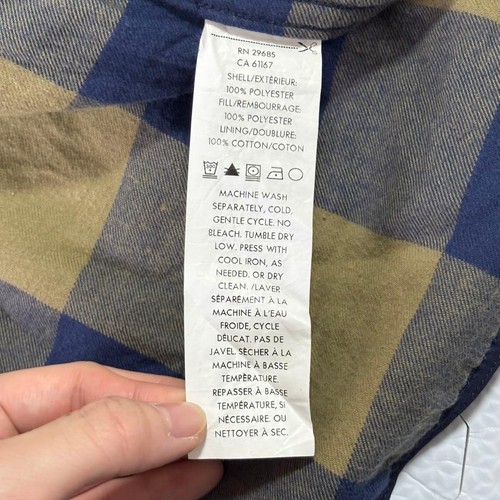 RN 29685
CA 61167
SHELL/EXTÉRIEUR:
100% POLYESTER
FILL/REMBOURRAGE:
100% POLYESTER
LINING/DOUBLURE:
100% COTTON/COTON
MACHINE WASH
SEPARATELY, COLD,
GENTLE CYCLE. NO
BLEACH. TUMBLE DRY
LOW. PRESS WITH
COOL IRON, AS
NEEDED. OR DRY
CLEAN. /LAVER
SÉPARÉMENT À LA
MACHINE À L'EAU
FROIDE, CYCLE
DÉLICAT. PAS DE
JAVEL. SÉCHER À LA
MACHINE À BASSE
TEMPÉRATURE.
REPASSER À BASSE
TEMPÉRATURE, SI
NÉCESSAIRE. OU
NETTOYER À SEC.